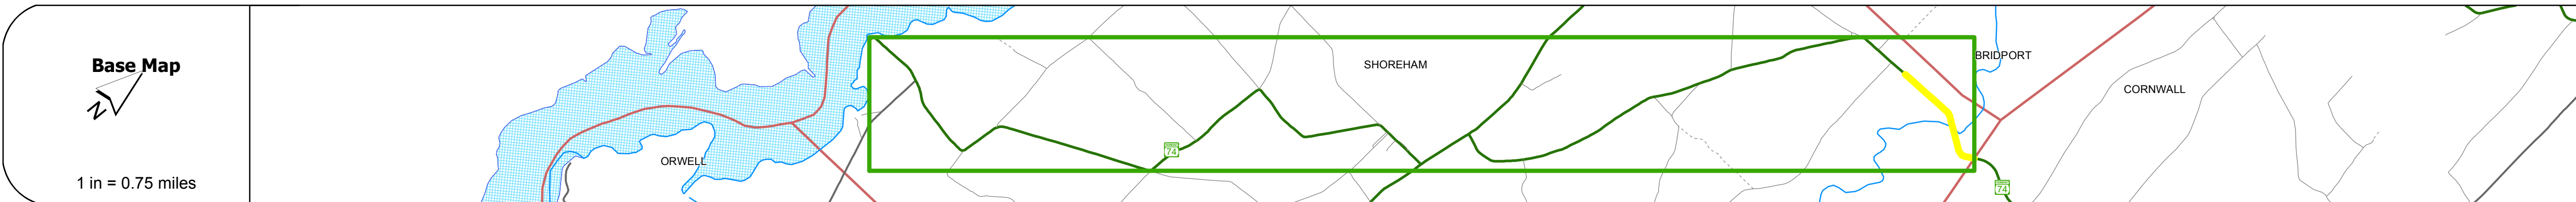 Base Map
N
1 in = 0.75 miles
ORWELL
74
SHOREHAM
BRIDPORT
74
CORNWALL